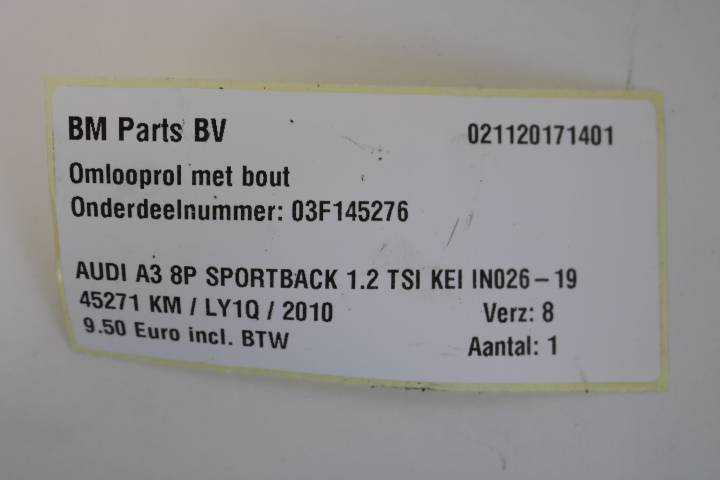 BM Parts BV 021120171401
Omlooprol met bout
Onderdeelnummer: 03F145276
AUDI A3 8P SPORTBACK 1.2 TSI KEI IN026-19
45271 KM / LY1Q / 2010 Verz: 8
9.50 Euro incl. BTW Aantal: 1